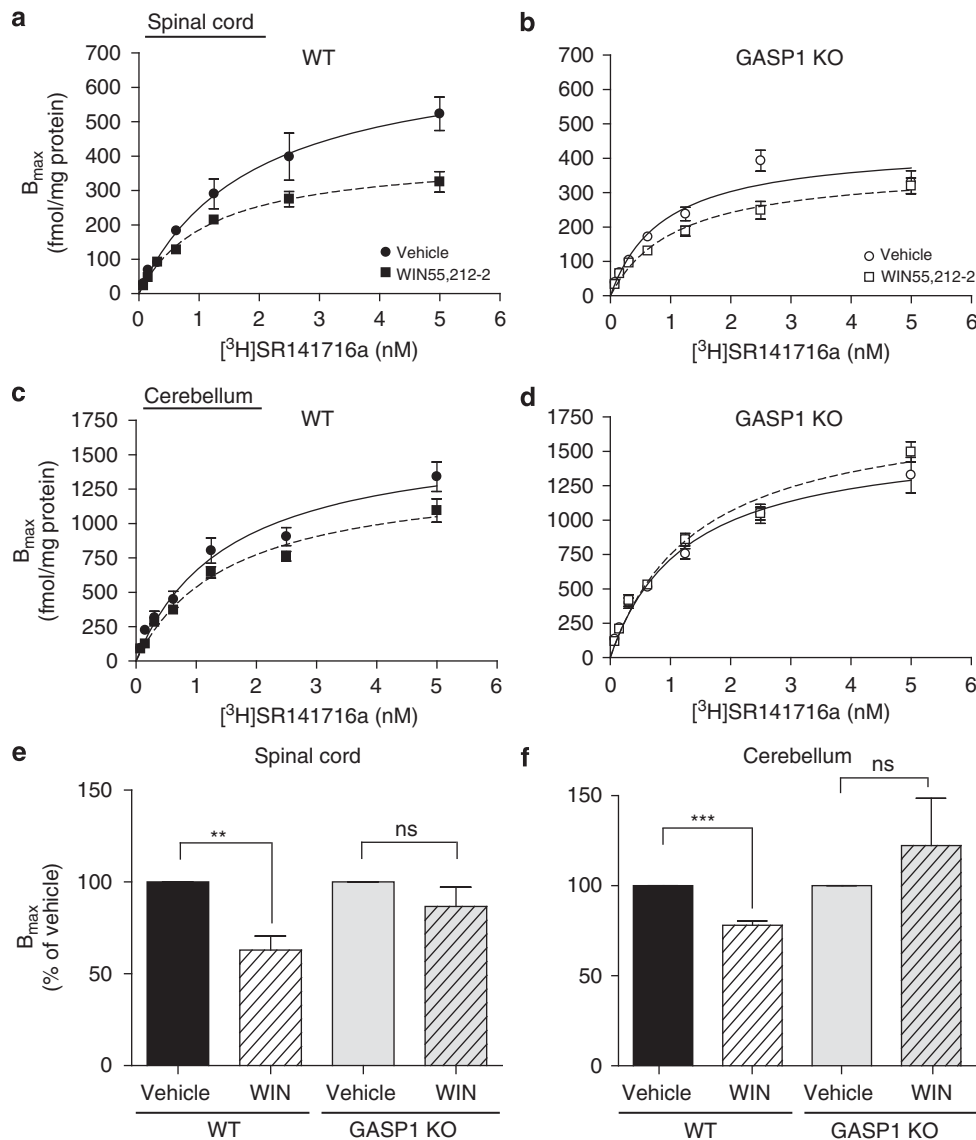 a
Spinal cord
WT
700
600
500
400
300
200
100
0
B_max
(fmol/mg protein)
Vehicle
WIN55,212-2
0 1 2 3 4 5 6
[³H]SR141716a (nM)
b
GASP1 KO
700
600
500
400
300
200
100
0
Vehicle
WIN55,212-2
0 1 2 3 4 5 6
[³H]SR141716a (nM)
c
Cerebellum
WT
1750
1500
1250
1000
750
500
250
0
B_max
(fmol/mg protein)
0 1 2 3 4 5 6
[³H]SR141716a (nM)
d
GASP1 KO
1750
1500
1250
1000
750
500
250
0
0 1 2 3 4 5 6
[³H]SR141716a (nM)
e
Spinal cord
150
100
50
0
B_max
(% of vehicle)
**
ns
Vehicle WIN Vehicle WIN
WT GASP1 KO
f
Cerebellum
150
100
50
0
***
ns
Vehicle WIN Vehicle WIN
WT GASP1 KO